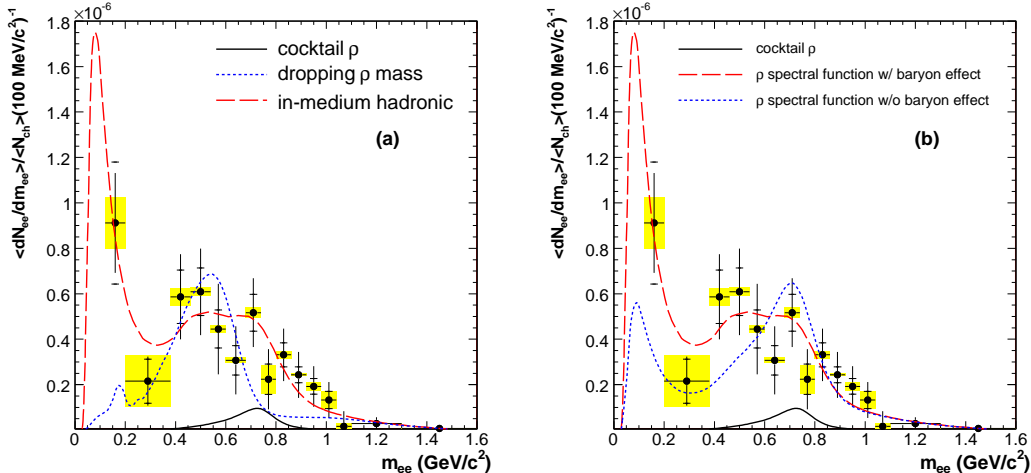 ×10⁻⁶
<dN_ee/dm_ee>/<N_ch>(100 MeV/c²)⁻¹
1.8
1.6
1.4
1.2
1
0.8
0.6
0.4
0.2
cocktail ρ
dropping ρ mass
in-medium hadronic
(a)
0 0.2 0.4 0.6 0.8 1 1.2 1.4 1.6
m_ee (GeV/c²)
×10⁻⁶
<dN_ee/dm_ee>/<N_ch>(100 MeV/c²)⁻¹
1.8
1.6
1.4
1.2
1
0.8
0.6
0.4
0.2
cocktail ρ
ρ spectral function w/ baryon effect
ρ spectral function w/o baryon effect
(b)
0 0.2 0.4 0.6 0.8 1 1.2 1.4 1.6
m_ee (GeV/c²)